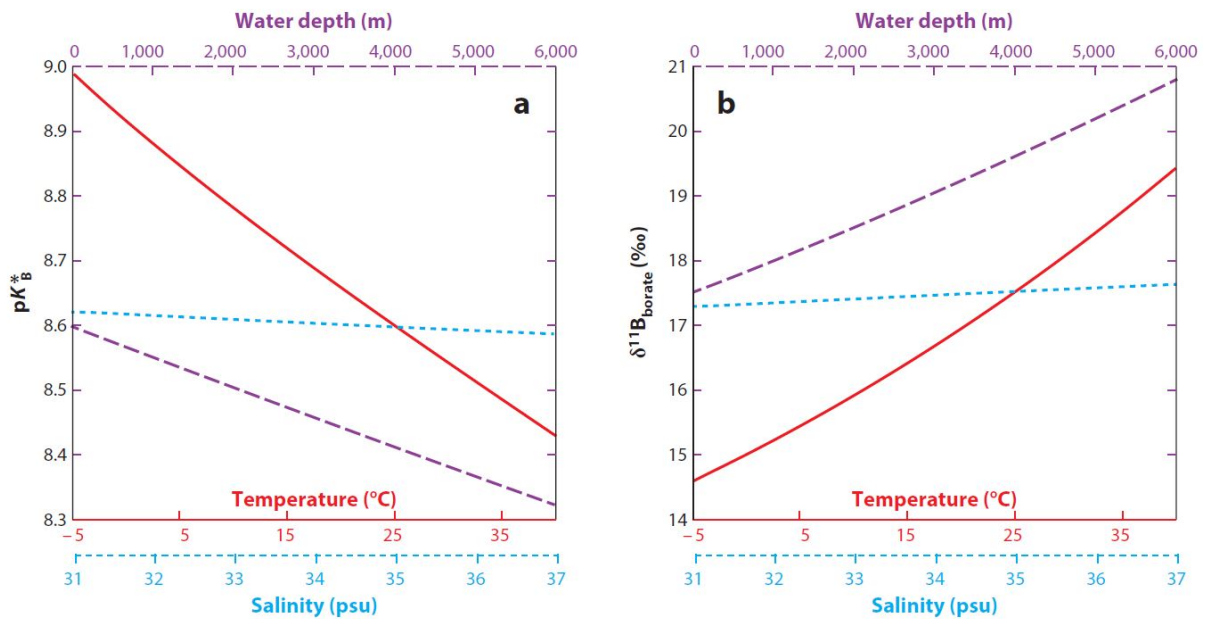 Water depth (m)
0 1,000 2,000 3,000 4,000 5,000 6,000
9.0
8.9
8.8
8.7
8.6
8.5
8.4
8.3
pK*B
a
Temperature (°C)
–5 5 15 25 35
31 32 33 34 35 36 37
Salinity (psu)
Water depth (m)
0 1,000 2,000 3,000 4,000 5,000 6,000
21
20
19
18
17
16
15
14
δ11Bborate (‰)
b
Temperature (°C)
–5 5 15 25 35
31 32 33 34 35 36 37
Salinity (psu)